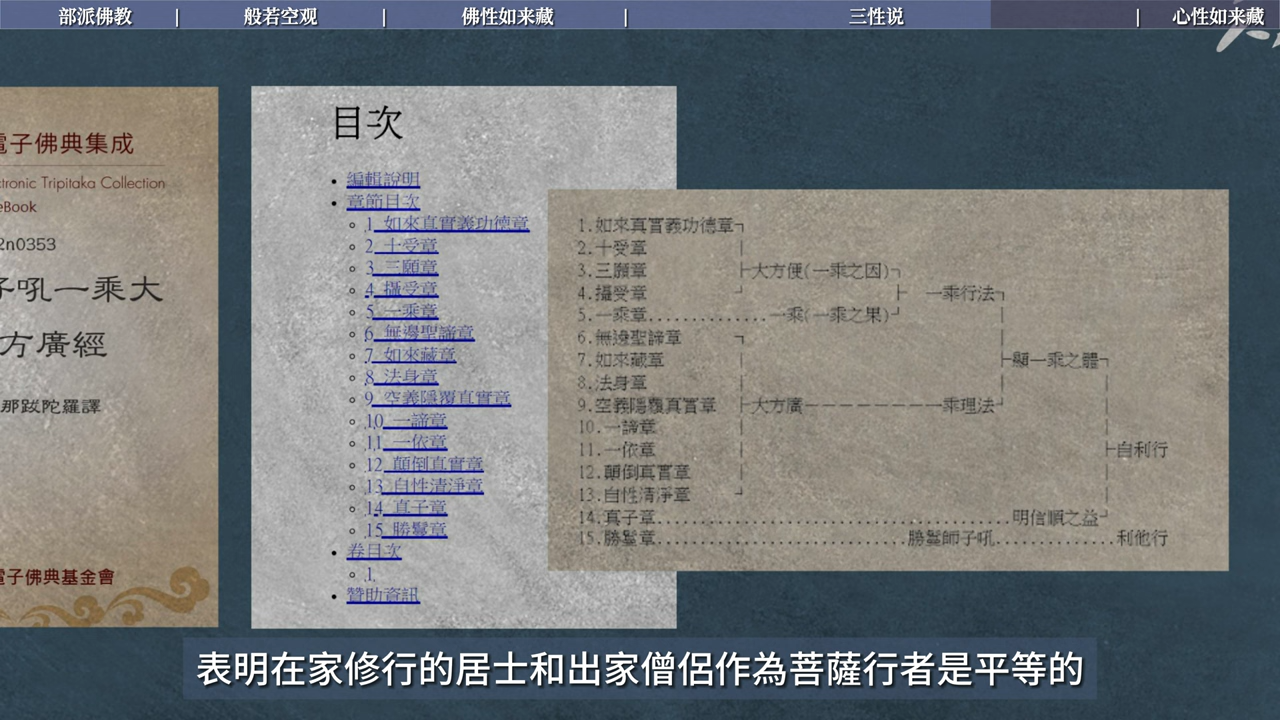 部派佛教 | 般若空观 | 佛性如来藏 | 三性说 | 心性如来藏
電子佛典集成
ctronic Tripitaka Collection
eBook
2n0353
子吼一乘大
方廣經
那跋陀羅譯
電子佛典基金會
目次
編輯說明
章節目次
1 如來真實義功德章
2 十受章
3 三願章
4 攝受章
5 一乘章
6 無邊聖諦章
7 如來藏章
8 法身章
9 空義隱覆真實章
10 一諦章
11 一依章
12 顛倒真實章
13 自性清淨章
14 真子章
15 勝鬘章
卷目次
1
贊助資訊
1.如來真實義功德章
2.十受章
3.三願章 大方便(一乘之因)
4.攝受章 一乘行法
5.一乘章..............一乘(一乘之果)
6.無邊聖諦章
7.如來藏章 顯一乘之體
8.法身章
9.空義隱覆真實章 大方廣———————乘理法
10.一諦章
11.一依章 自利行
12.顛倒真實章
13.自性清淨章
14.真子章..........................................明信順之益
15.勝鬘章..............................勝鬘師子吼..............利他行
表明在家修行的居士和出家僧侶作為菩薩行者是平等的